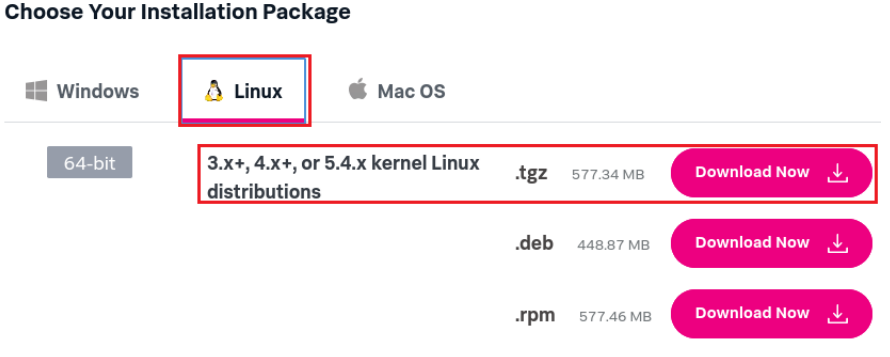 Choose Your Installation Package
Windows Linux Mac OS
64-bit 3.x+, 4.x+, or 5.4.x kernel Linux .tgz 577.34 MB Download Now
distributions
.deb 448.87 MB Download Now
.rpm 577.46 MB Download Now